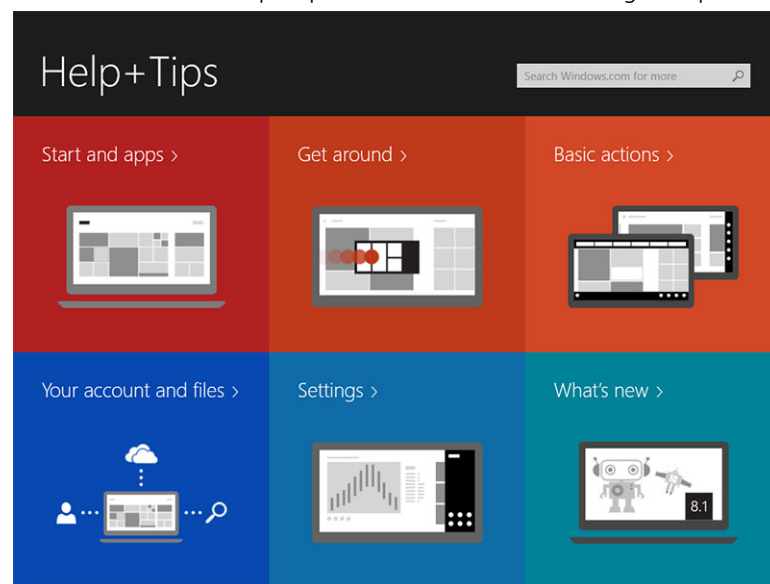 Help+Tips
Search Windows.com for more
Start and apps >
Get around >
Basic actions >
Your account and files >
Settings >
What's new >
8.1